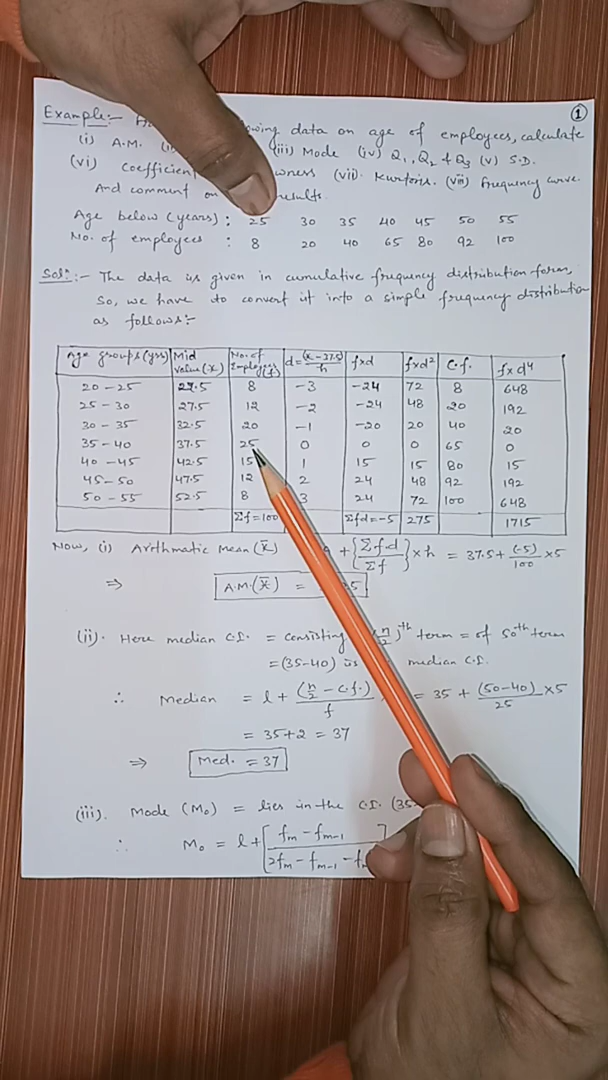 ①
Example:- owing data on age of employees, calculate
(i) A.M. (iii) Mode (iv) Q₁, Q₂ & Q₃ (v) S.D.
(vi) Coefficien wness (vii) Kurtosis. (viii) frequency curve.
And comment on results.
Age below (years) : 25 30 35 40 45 50 55
No. of employees : 8 20 40 65 80 92 100
Sol:- The data is given in cumulative frequency distribution form,
So, we have to convert it into a simple frequency distribution
as follows:-
Age groups (yrs) Mid value (x) No. of Employees (f) d = (x-37.5)/h f×d f×d² C.f. f×d⁴
20-25 22.5 8 -3 -24 72 8 648
25-30 27.5 12 -2 -24 48 20 192
30-35 32.5 20 -1 -20 20 40 20
35-40 37.5 25 0 0 0 65 0
40-45 42.5 15 1 15 15 80 15
45-50 47.5 12 2 24 48 92 192
50-55 52.5 8 3 24 72 100 648
Σf=100 Σfd=-5 275 1715
Now, (i) Arithmatic Mean (x̄) + {Σfd/Σf}×h = 37.5+(-5)/100×5
⇒ A.M.(x̄) = 5
(ii). Here median C.I. = consisting n/2)th term = of 50th term
= (35-40) is median C.I.
∴ Median = l + (n/2 - C.f.)/f = 35 + (50-40)/25 ×5
= 35+2 = 37
⇒ Med. = 37
(iii). Mode (Mo) = lies in the C.I. (35
∴ Mo = l + [fm - fm-1 / 2fm - fm-1 - f ]